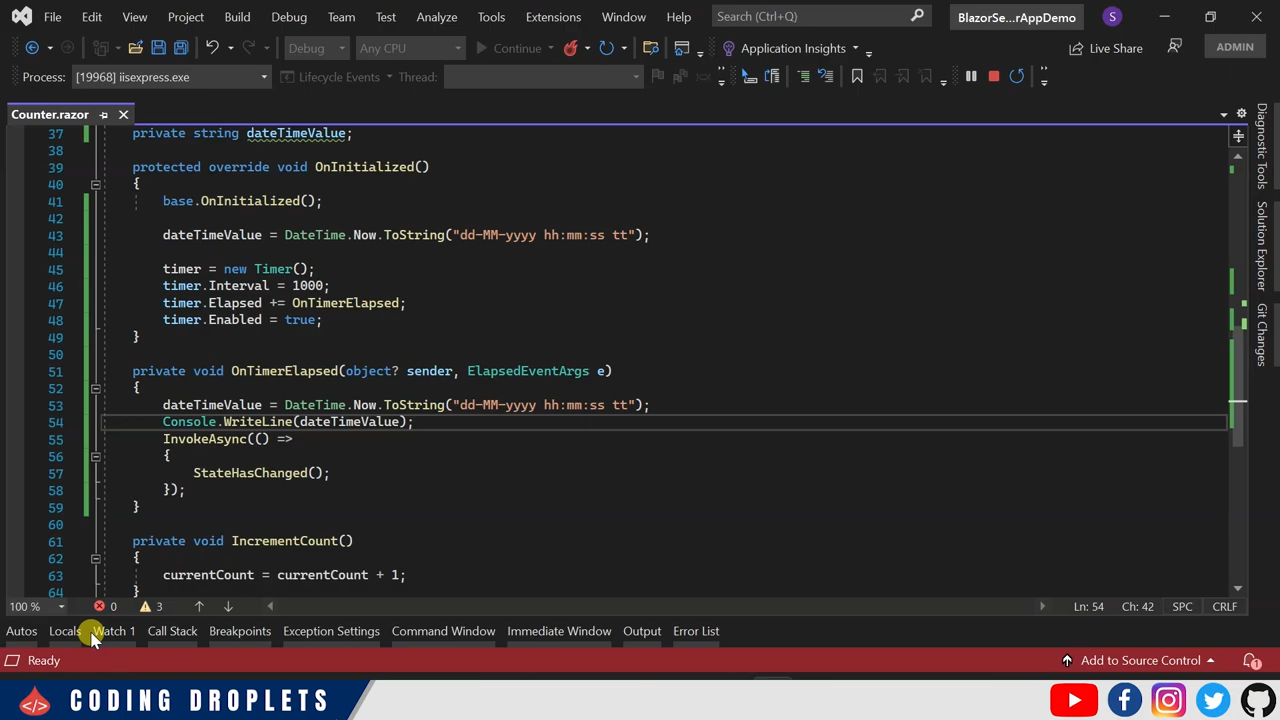 File Edit View Project Build Debug Team Test Analyze Tools Extensions Window Help Search (Ctrl+Q) BlazorSe...rAppDemo S
Debug Any CPU Continue Application Insights Live Share ADMIN
Process: [19968] iisexpress.exe Lifecycle Events Thread:
Counter.razor
37 private string dateTimeValue;
38
39 protected override void OnInitialized()
40 {
41 base.OnInitialized();
42
43 dateTimeValue = DateTime.Now.ToString("dd-MM-yyyy hh:mm:ss tt");
44
45 timer = new Timer();
46 timer.Interval = 1000;
47 timer.Elapsed += OnTimerElapsed;
48 timer.Enabled = true;
49 }
50
51 private void OnTimerElapsed(object? sender, ElapsedEventArgs e)
52 {
53 dateTimeValue = DateTime.Now.ToString("dd-MM-yyyy hh:mm:ss tt");
54 Console.WriteLine(dateTimeValue);
55 InvokeAsync(() =>
56 {
57 StateHasChanged();
58 });
59 }
60
61 private void IncrementCount()
62 {
63 currentCount = currentCount + 1;
64 }
100 % 0 3 Ln: 54 Ch: 42 SPC CRLF
Autos Locals Watch 1 Call Stack Breakpoints Exception Settings Command Window Immediate Window Output Error List
Ready Add to Source Control 1
CODING DROPLETS
Diagnostic Tools
Solution Explorer
Git Changes